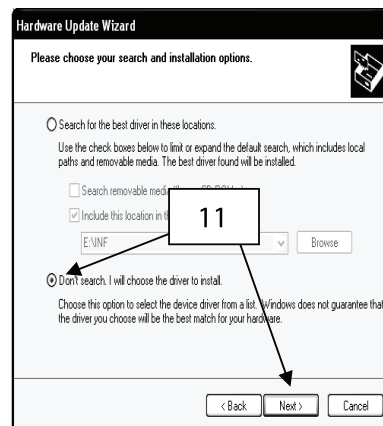 Hardware Update Wizard
Please choose your search and installation options.
Search for the best driver in these locations.
Use the check boxes below to limit or expand the default search, which includes local
paths and removable media. The best driver found will be installed.
Search removable media
Include this location in
11
E:\INF
Browse
Don't search. I will choose the driver to install.
Choose this option to select the device driver from a list. Windows does not guarantee that
the driver you choose will be the best match for your hardware.
< Back
Next >
Cancel